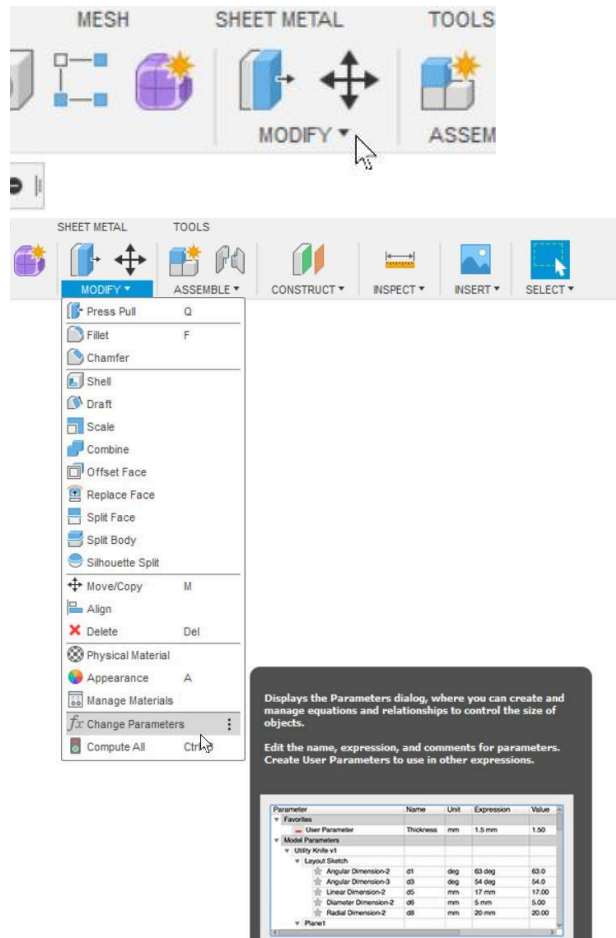 MESH SHEET METAL TOOLS
MODIFY ▾ ASSEM
SHEET METAL TOOLS
MODIFY ▾ ASSEMBLE ▾ CONSTRUCT ▾ INSPECT ▾ INSERT ▾ SELECT ▾
Press Pull Q
Fillet F
Chamfer
Shell
Draft
Scale
Combine
Offset Face
Replace Face
Split Face
Split Body
Silhouette Split
Move/Copy M
Align
Delete Del
Physical Material
Appearance A
Manage Materials
fx Change Parameters
Compute All
Displays the Parameters dialog, where you can create and
manage equations and relationships to control the size of
objects.
Edit the name, expression, and comments for parameters.
Create User Parameters to use in other expressions.
Parameter Name Unit Expression Value
Favorites
User Parameter Thickness mm 1.5 mm 1.50
Model Parameters
Utility Knife v1
Layout Sketch
Angular Dimension-2 d1 deg 63 deg 63.0
Angular Dimension-3 d3 deg 54 deg 54.0
Linear Dimension-2 d5 mm 17 mm 17.00
Diameter Dimension-2 d6 mm 5 mm 5.00
Radial Dimension-2 d8 mm 20 mm 20.00
Plane1